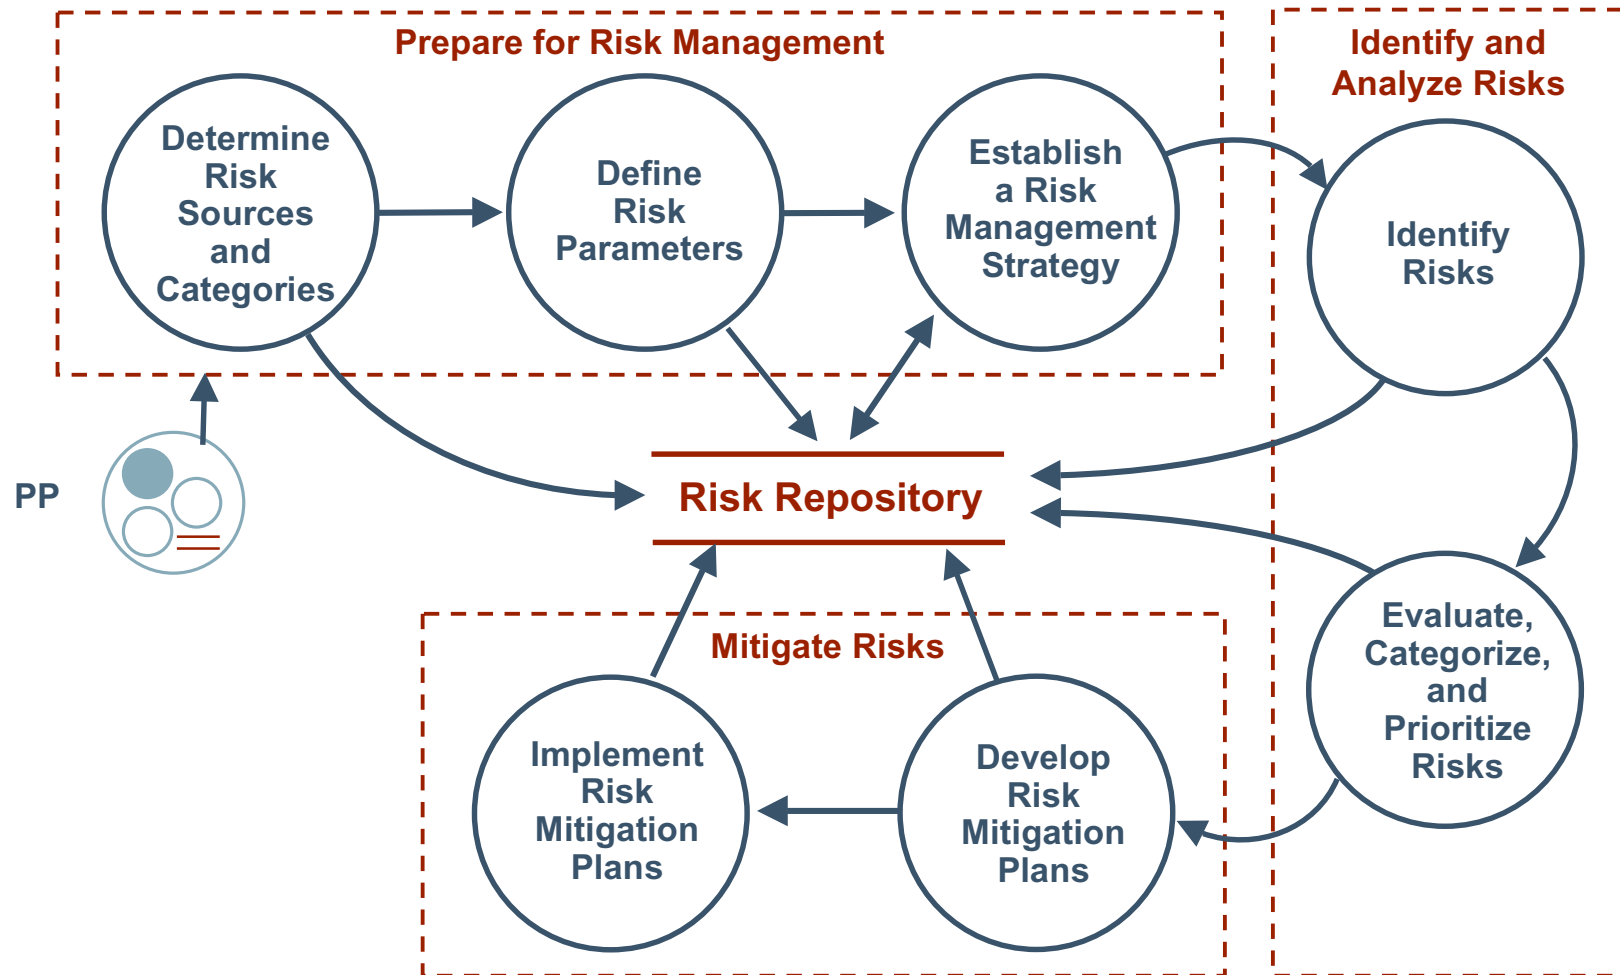 Prepare for Risk Management
Determine
Risk
Sources
and
Categories
Define
Risk
Parameters
Establish
a Risk
Management
Strategy
Identify and
Analyze Risks
Identify
Risks
PP
Risk Repository
Evaluate,
Categorize,
and
Prioritize
Risks
Mitigate Risks
Implement
Risk
Mitigation
Plans
Develop
Risk
Mitigation
Plans